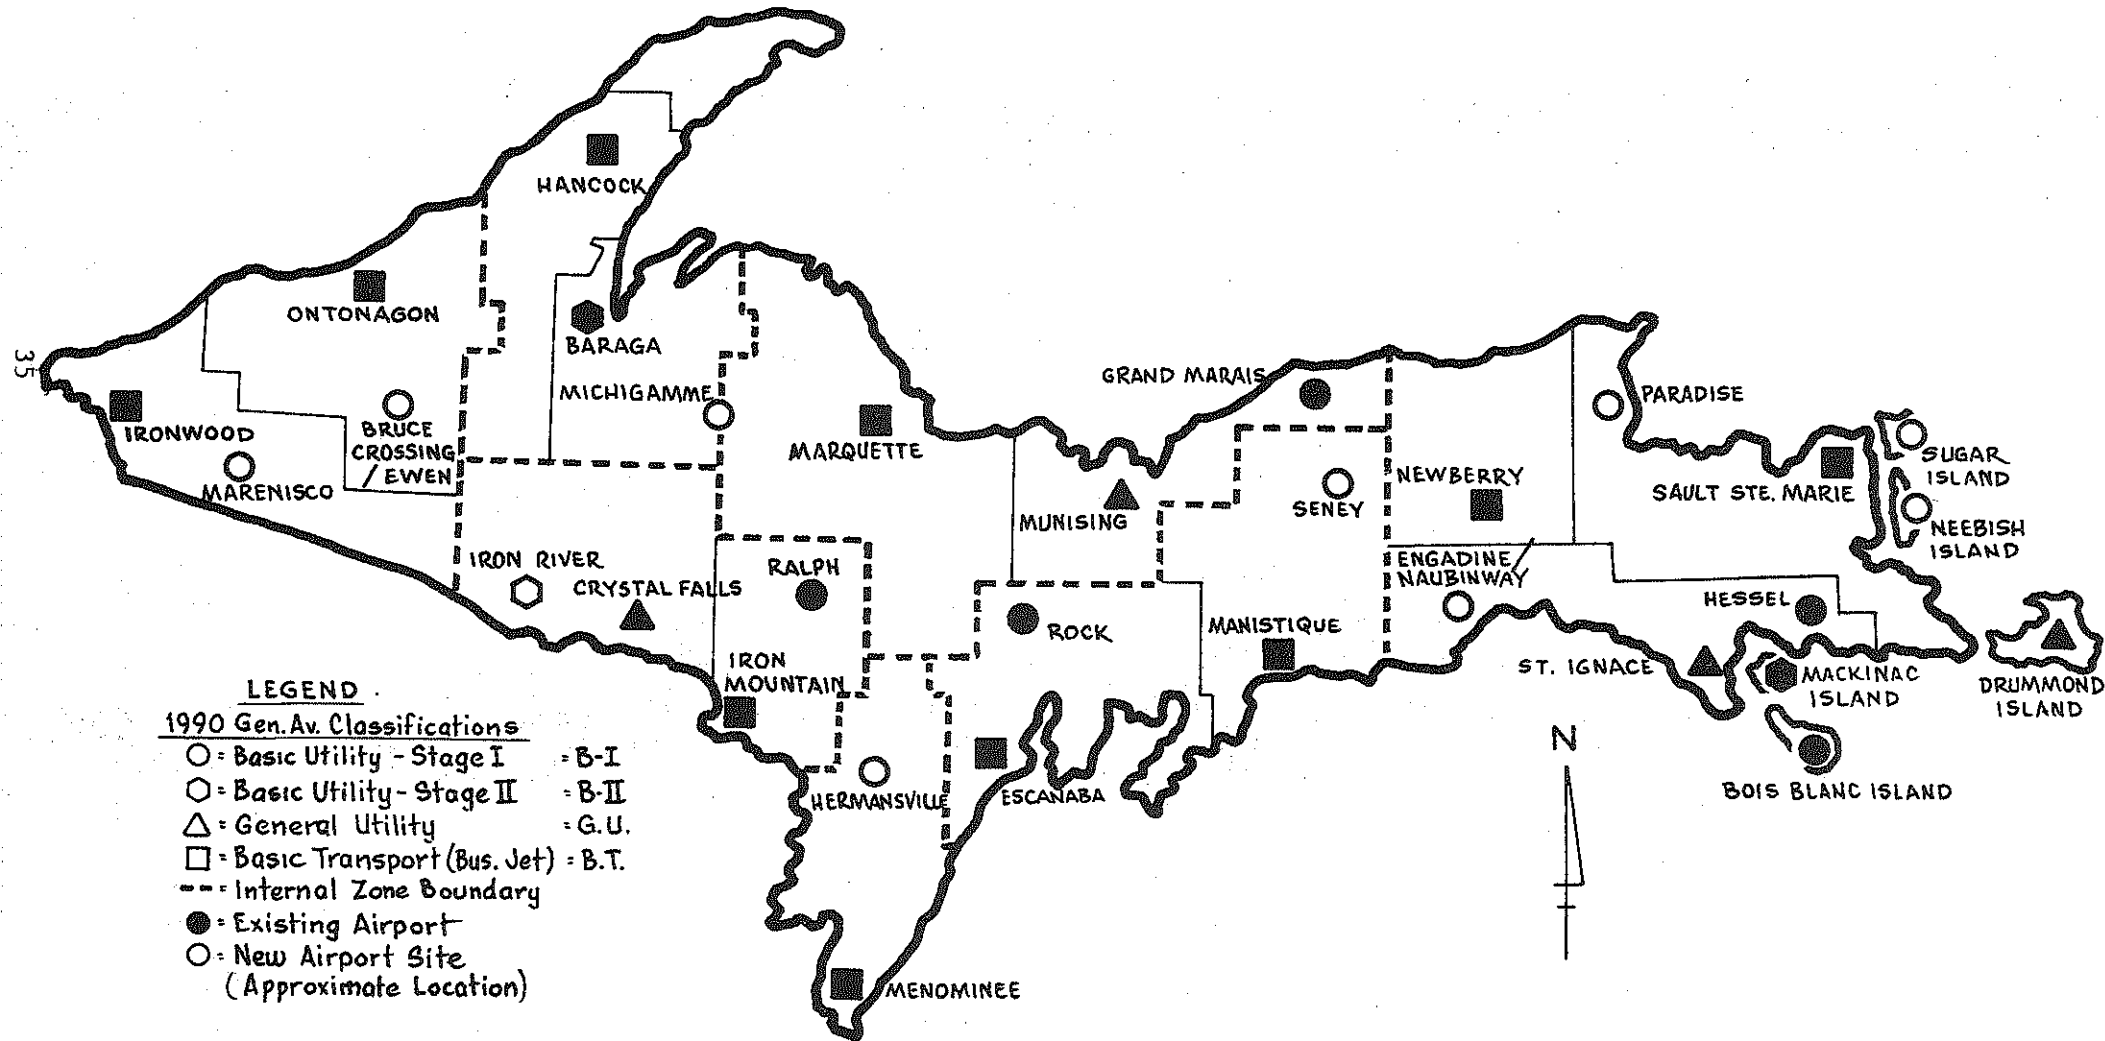 HANCOCK
ONTONAGON
BARAGA
35
MICHIGAMME
GRAND MARAIS
PARADISE
IRONWOOD
BRUCE
CROSSING
/ EWEN
MARENISCO
MARQUETTE
SUGAR
ISLAND
SAULT STE. MARIE
NEWBERRY
SENEY
MUNISING
NEEBISH
ISLAND
IRON RIVER
CRYSTAL FALLS
RALPH
ENGADINE/
NAUBINWAY
HESSEL
ROCK
MANISTIQUE
ST. IGNACE
MACKINAC
ISLAND
DRUMMOND
ISLAND
IRON
MOUNTAIN
BOIS BLANC ISLAND
HERMANSVILLE
ESCANABA
MENOMINEE
N
LEGEND
1990 Gen. Av. Classifications
= Basic Utility - Stage I = B-I
= Basic Utility - Stage II = B-II
= General Utility = G.U.
= Basic Transport (Bus. Jet) = B.T.
= Internal Zone Boundary
= Existing Airport
= New Airport Site
(Approximate Location)